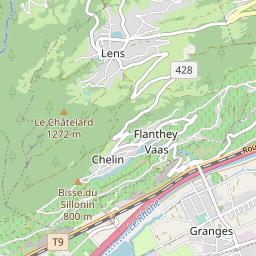 Lens
428
Le Châtelard
1272 m
Flanthey
Vaas
Chelin
Bisse du
Sillonin
800 m
Rou
Le Rhône
T9
Granges